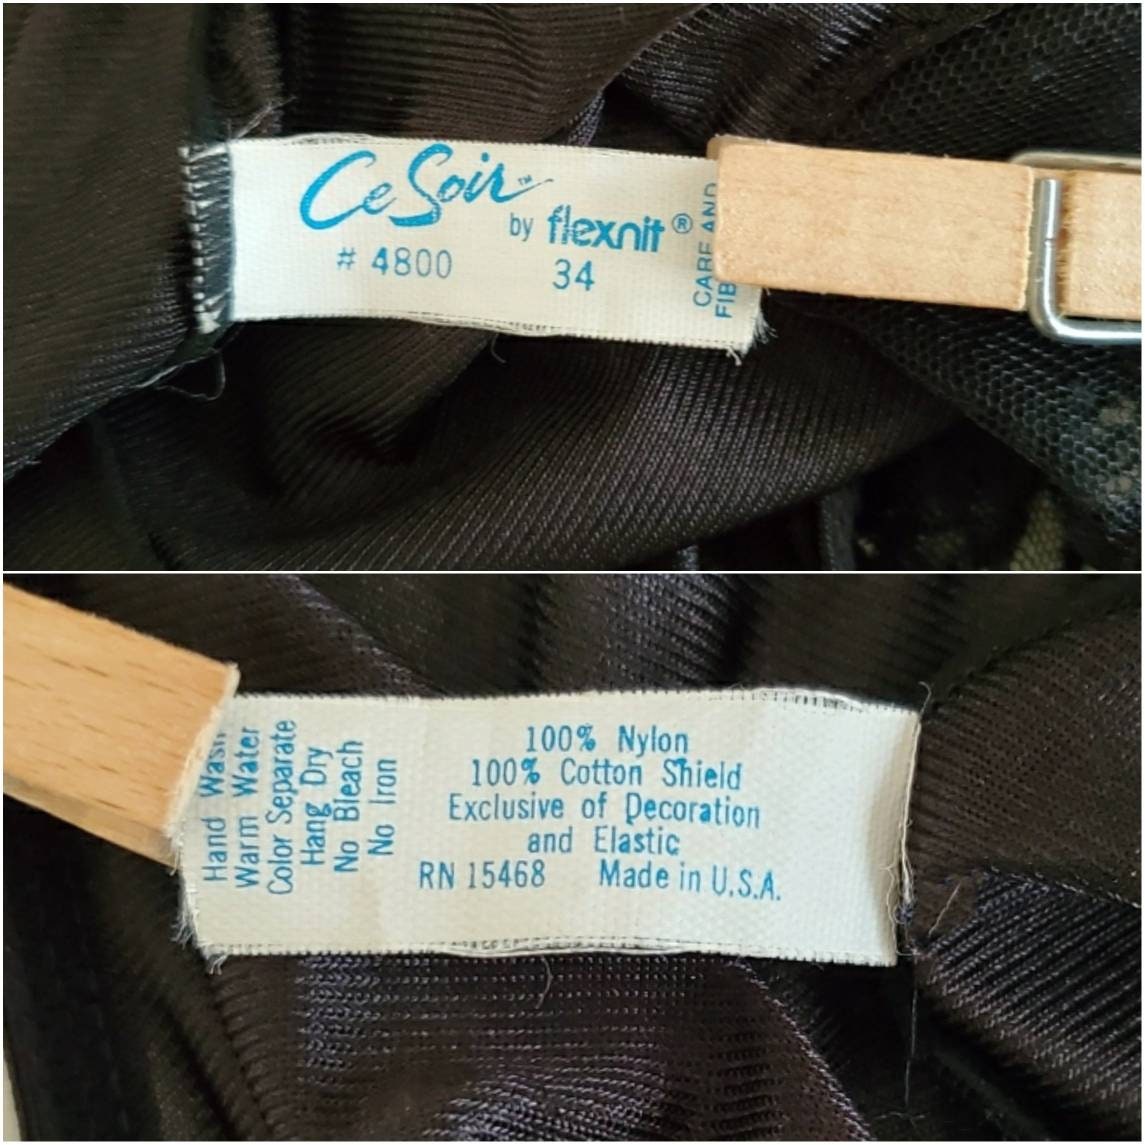 Ce Soir™
by flexnit®
# 4800 34
CARE AND
Hand Wash
Warm Water
Color Separate
Hang Dry
No Bleach
No Iron
100% Nylon
100% Cotton Shield
Exclusive of Decoration
and Elastic
RN 15468 Made in U.S.A.